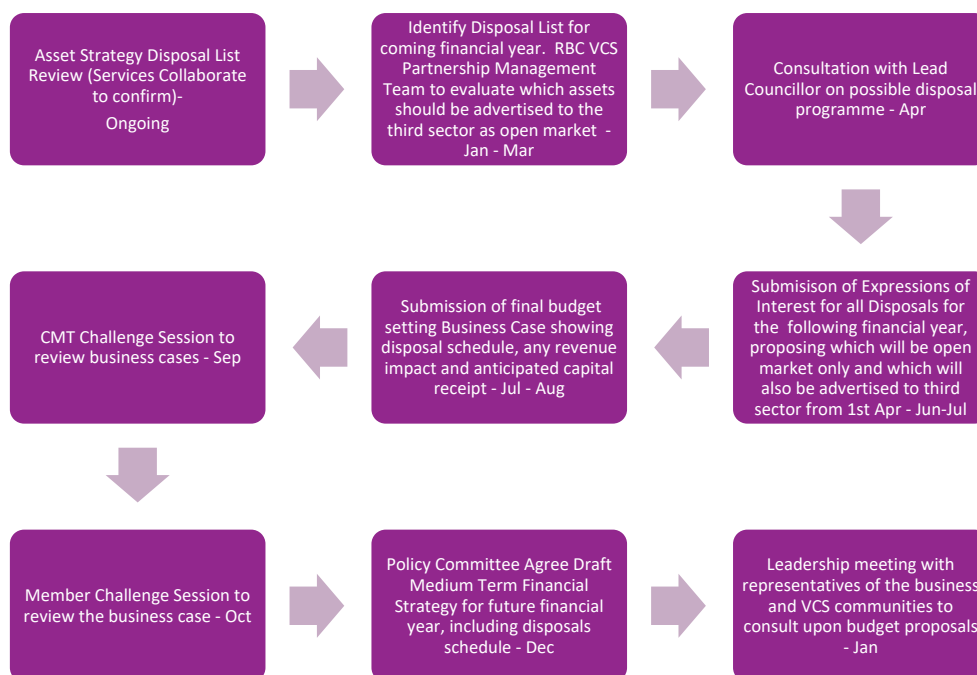 Asset Strategy Disposal List
Review (Services Collaborate
to confirm)-
Ongoing
Identify Disposal List for
coming financial year.  RBC VCS
Partnership Management
Team to evaluate which assets
should be advertised to the
third sector as open market  -
Jan - Mar
Consultation with Lead
Councillor on possible disposal
programme - Apr
Submisison of Expressions of
Interest for all Disposals for
the  following financial year,
proposing which will be open
market only and which will
also be advertised to third
sector from 1st Apr - Jun-Jul
Submission of final budget
setting Business Case showing
disposal schedule, any revenue
impact and anticipated capital
receipt - Jul - Aug
CMT Challenge Session to
review business cases - Sep
Member Challenge Session to
review the business case - Oct
Policy Committee Agree Draft
Medium Term Financial
Strategy for future financial
year, including disposals
schedule - Dec
Leadership meeting with
representatives of the business
and VCS communities to
consult upon budget proposals
- Jan